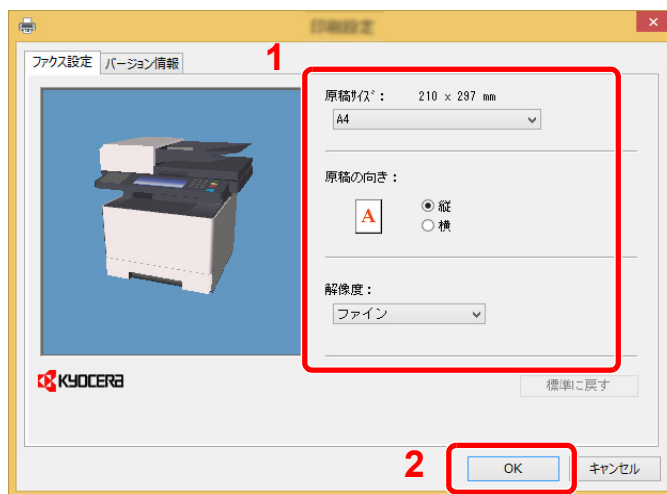 印刷設定
1
ファクス設定 バージョン情報
原稿ｻｲｽﾞ： 210 x 297 mm
A4
原稿の向き：
A
縦
横
解像度：
ファイン
KYOCERA
標準に戻す
2
OK
キャンセル